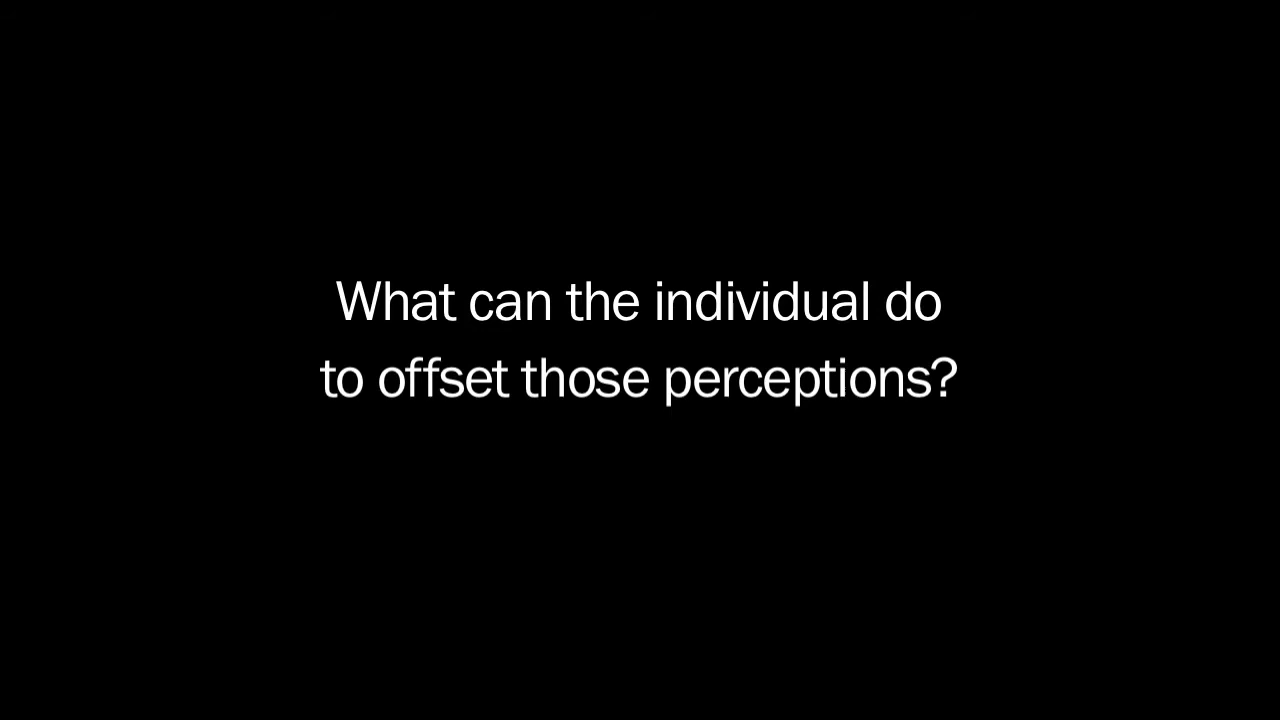 What can the individual do
to offset those perceptions?